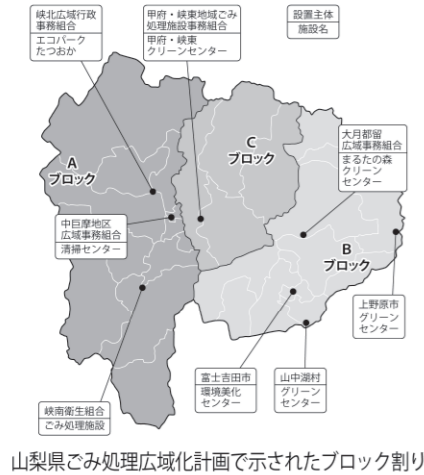 峡北広域行政
事務組合
エコパーク
たつおか
甲府・峡東地域ごみ
処理施設事務組合
甲府・峡東
クリーンセンター
設置主体
施設名
C
ブロック
大月都留
広域事務組合
まるたの森
クリーン
センター
A
ブロック
中巨摩地区
広域事務組合
清掃センター
B
ブロック
上野原市
グリーン
センター
富士吉田市
環境美化
センター
山中湖村
グリーン
センター
峡南衛生組合
ごみ処理施設
山梨県ごみ処理広域化計画で示されたブロック割り